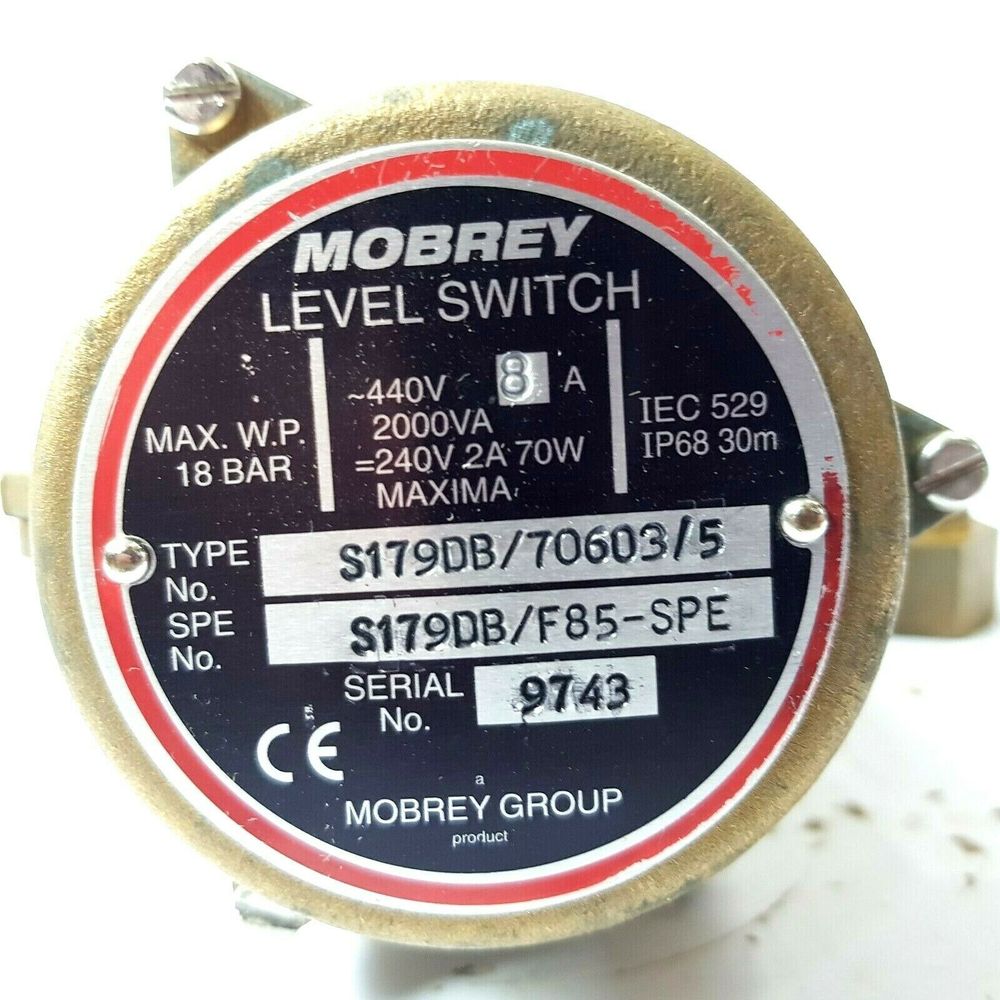 MOBREY
LEVEL SWITCH
MAX. W.P.
18 BAR
~440V 8 A
2000VA
=240V 2A 70W
MAXIMA
IEC 529
IP68 30m
TYPE No. S179DB/70603/5
SPE No. S179DB/F85-SPE
SERIAL No. 9743
CE
a
MOBREY GROUP
product